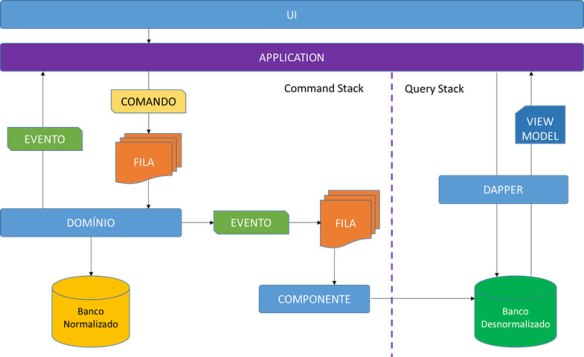 UI
APPLICATION
Command Stack
Query Stack
COMANDO
EVENTO
VIEW
MODEL
FILA
DAPPER
DOMÍNIO
EVENTO
FILA
COMPONENTE
Banco
Normalizado
Banco
Desnormalizado